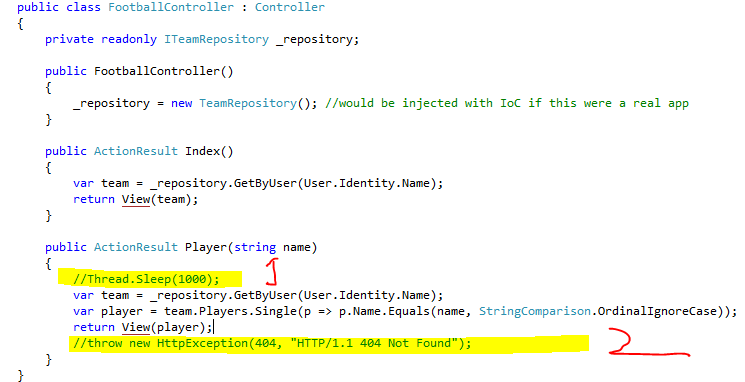 public class FootballController : Controller
{
    private readonly ITeamRepository _repository;

    public FootballController()
    {
        _repository = new TeamRepository(); //would be injected with IoC if this were a real app
    }

    public ActionResult Index()
    {
        var team = _repository.GetByUser(User.Identity.Name);
        return View(team);
    }

    public ActionResult Player(string name)
    {
        //Thread.Sleep(1000); 1
        var team = _repository.GetByUser(User.Identity.Name);
        var player = team.Players.Single(p => p.Name.Equals(name, StringComparison.OrdinalIgnoreCase));
        return View(player);
        //throw new HttpException(404, "HTTP/1.1 404 Not Found"); 2
    }
}